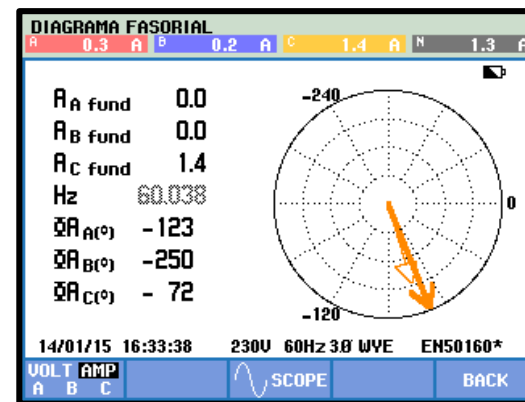 DIAGRAMA FASORIAL
A 0.3 A B 0.2 A C 1.4 A N 1.3 A
A A fund 0.0
A B fund 0.0
A C fund 1.4
Hz 60.038
ΦA A(°) -123
ΦA B(°) -250
ΦA C(°) - 72
-240
0
-120
14/01/15 16:33:38 230V 60Hz 3Ø WYE EN50160*
VOLT AMP
A B C
SCOPE
BACK